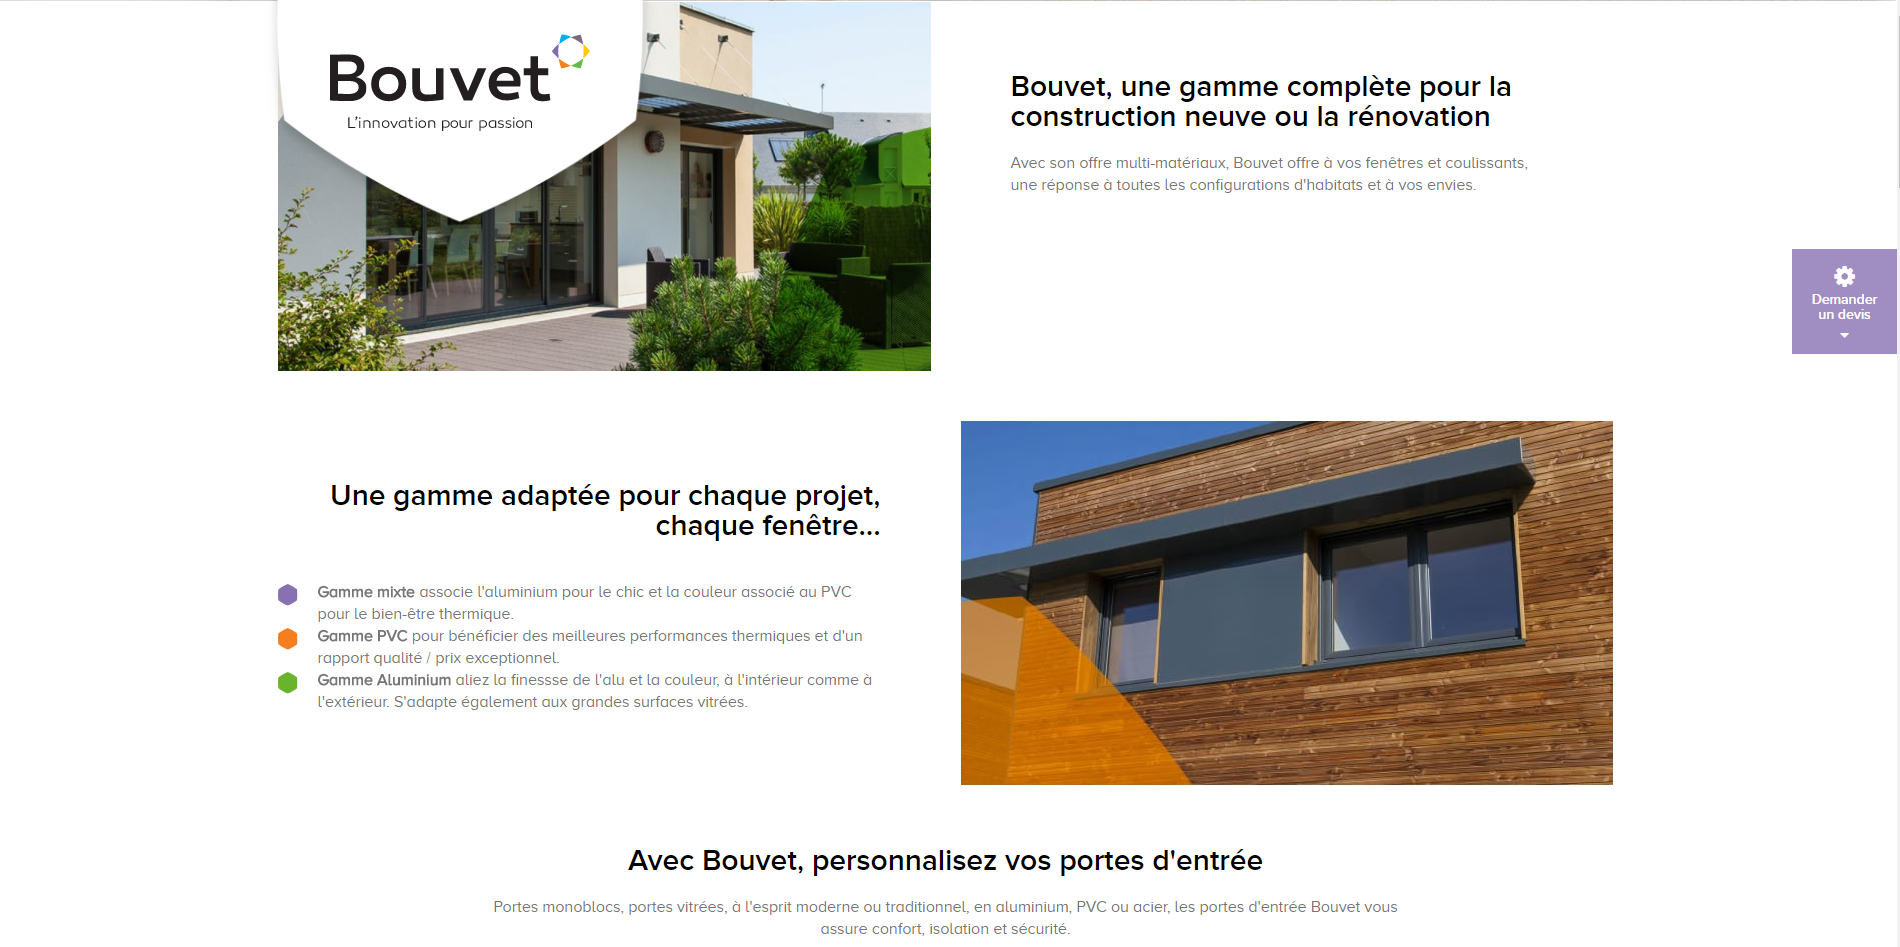 Bouvet
L'innovation pour passion
Bouvet, une gamme complète pour la
construction neuve ou la rénovation
Avec son offre multi-matériaux, Bouvet offre à vos fenêtres et coulissants,
une réponse à toutes les configurations d'habitats et à vos envies.
Demander
un devis
Une gamme adaptée pour chaque projet,
chaque fenêtre...
Gamme mixte associe l'aluminium pour le chic et la couleur associé au PVC
pour le bien-être thermique.
Gamme PVC pour bénéficier des meilleures performances thermiques et d'un
rapport qualité / prix exceptionnel.
Gamme Aluminium aliez la finessse de l'alu et la couleur, à l'intérieur comme à
l'extérieur. S'adapte également aux grandes surfaces vitrées.
Avec Bouvet, personnalisez vos portes d'entrée
Portes monoblocs, portes vitrées, à l'esprit moderne ou traditionnel, en aluminium, PVC ou acier, les portes d'entrée Bouvet vous
assure confort, isolation et sécurité.